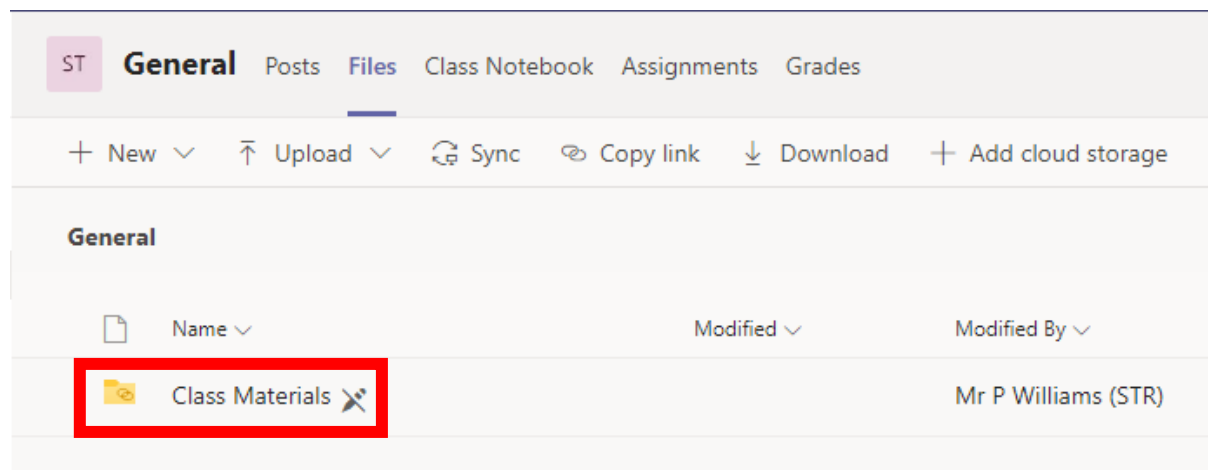 ST General Posts Files Class Notebook Assignments Grades
New Upload Sync Copy link Download Add cloud storage
General
Name Modified Modified By
Class Materials Mr P Williams (STR)